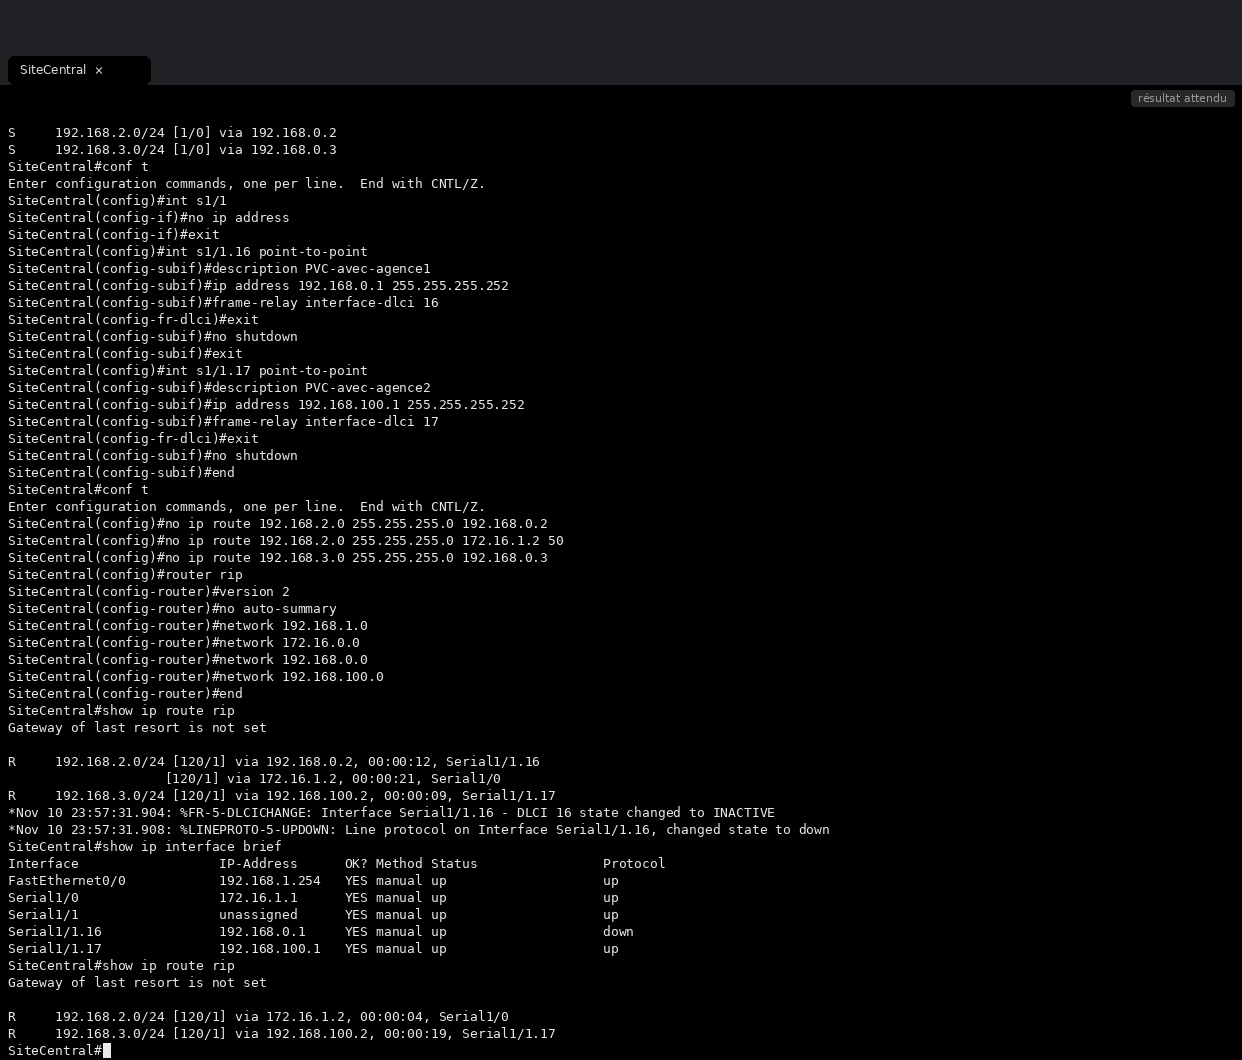 SiteCentral ×
résultat attendu
S     192.168.2.0/24 [1/0] via 192.168.0.2
S     192.168.3.0/24 [1/0] via 192.168.0.3
SiteCentral#conf t
Enter configuration commands, one per line.  End with CNTL/Z.
SiteCentral(config)#int s1/1
SiteCentral(config-if)#no ip address
SiteCentral(config-if)#exit
SiteCentral(config)#int s1/1.16 point-to-point
SiteCentral(config-subif)#description PVC-avec-agence1
SiteCentral(config-subif)#ip address 192.168.0.1 255.255.255.252
SiteCentral(config-subif)#frame-relay interface-dlci 16
SiteCentral(config-fr-dlci)#exit
SiteCentral(config-subif)#no shutdown
SiteCentral(config-subif)#exit
SiteCentral(config)#int s1/1.17 point-to-point
SiteCentral(config-subif)#description PVC-avec-agence2
SiteCentral(config-subif)#ip address 192.168.100.1 255.255.255.252
SiteCentral(config-subif)#frame-relay interface-dlci 17
SiteCentral(config-fr-dlci)#exit
SiteCentral(config-subif)#no shutdown
SiteCentral(config-subif)#end
SiteCentral#conf t
Enter configuration commands, one per line.  End with CNTL/Z.
SiteCentral(config)#no ip route 192.168.2.0 255.255.255.0 192.168.0.2
SiteCentral(config)#no ip route 192.168.2.0 255.255.255.0 172.16.1.2 50
SiteCentral(config)#no ip route 192.168.3.0 255.255.255.0 192.168.0.3
SiteCentral(config)#router rip
SiteCentral(config-router)#version 2
SiteCentral(config-router)#no auto-summary
SiteCentral(config-router)#network 192.168.1.0
SiteCentral(config-router)#network 172.16.0.0
SiteCentral(config-router)#network 192.168.0.0
SiteCentral(config-router)#network 192.168.100.0
SiteCentral(config-router)#end
SiteCentral#show ip route rip
Gateway of last resort is not set
R     192.168.2.0/24 [120/1] via 192.168.0.2, 00:00:12, Serial1/1.16
                    [120/1] via 172.16.1.2, 00:00:21, Serial1/0
R     192.168.3.0/24 [120/1] via 192.168.100.2, 00:00:09, Serial1/1.17
*Nov 10 23:57:31.904: %FR-5-DLCICHANGE: Interface Serial1/1.16 - DLCI 16 state changed to INACTIVE
*Nov 10 23:57:31.908: %LINEPROTO-5-UPDOWN: Line protocol on Interface Serial1/1.16, changed state to down
SiteCentral#show ip interface brief
Interface                  IP-Address      OK? Method Status                Protocol
FastEthernet0/0            192.168.1.254   YES manual up                    up
Serial1/0                  172.16.1.1      YES manual up                    up
Serial1/1                  unassigned      YES manual up                    up
Serial1/1.16               192.168.0.1     YES manual up                    down
Serial1/1.17               192.168.100.1   YES manual up                    up
SiteCentral#show ip route rip
Gateway of last resort is not set
R     192.168.2.0/24 [120/1] via 172.16.1.2, 00:00:04, Serial1/0
R     192.168.3.0/24 [120/1] via 192.168.100.2, 00:00:19, Serial1/1.17
SiteCentral#